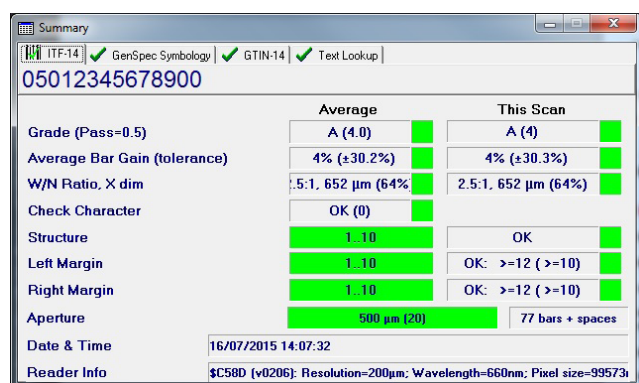 Summary
ITF-14 GenSpec Symbology GTIN-14 Text Lookup
05012345678900
Average This Scan
Grade (Pass=0.5) A (4.0) A (4)
Average Bar Gain (tolerance) 4% (±30.2%) 4% (±30.3%)
W/N Ratio, X dim .5:1, 652 µm (64% 2.5:1, 652 µm (64%)
Check Character OK (0)
Structure 1..10 OK
Left Margin 1..10 OK: >=12 ( >=10)
Right Margin 1..10 OK: >=12 ( >=10)
Aperture 500 µm (20) 77 bars + spaces
Date & Time 16/07/2015 14:07:32
Reader Info $C58D (v0206): Resolution=200µm; Wavelength=660nm; Pixel size=99573